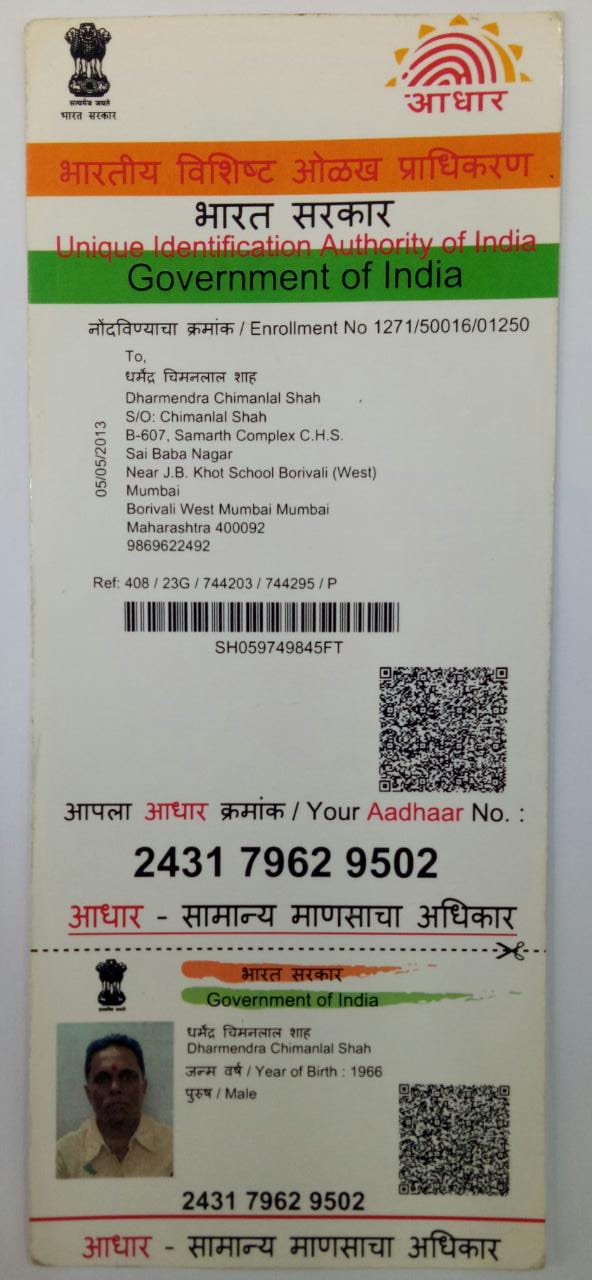 सत्यमेव जयते
भारत सरकार
आधार
भारतीय विशिष्ट ओळख प्राधिकरण
भारत सरकार
Unique Identification Authority of India
Government of India
नोंदविण्याचा क्रमांक / Enrollment No 1271/50016/01250
To,
धर्मेंद्र चिमनलाल शाह
Dharmendra Chimanlal Shah
S/O: Chimanlal Shah
B-607, Samarth Complex C.H.S.
Sai Baba Nagar
Near J.B. Khot School Borivali (West)
Mumbai
Borivali West Mumbai Mumbai
Maharashtra 400092
9869622492
05/05/2013
Ref: 408 / 23G / 744203 / 744295 / P
SH059749845FT
आपला आधार क्रमांक / Your Aadhaar No. :
2431 7962 9502
आधार - सामान्य माणसाचा अधिकार
भारत सरकार
Government of India
धर्मेंद्र चिमनलाल शाह
Dharmendra Chimanlal Shah
जन्म वर्ष / Year of Birth : 1966
पुरुष / Male
2431 7962 9502
आधार - सामान्य माणसाचा अधिकार